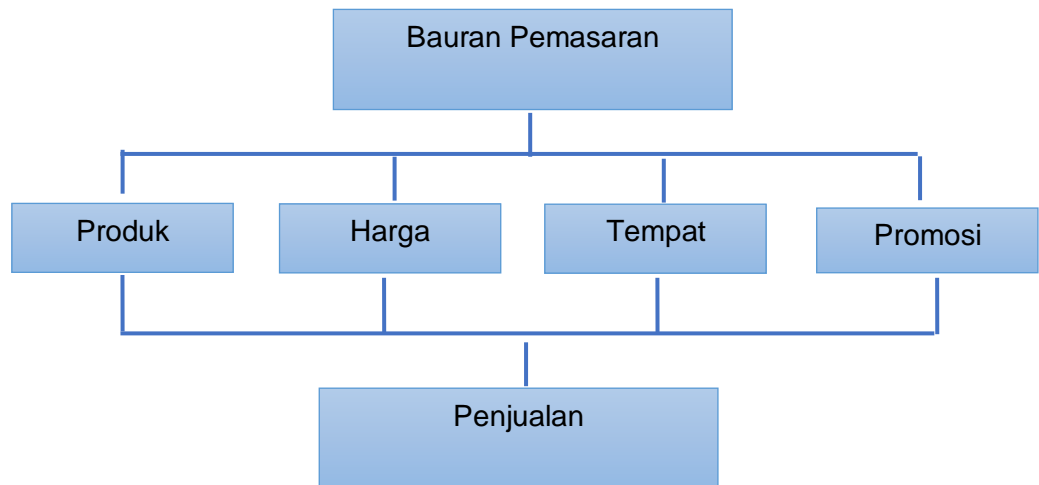 Bauran Pemasaran
Produk
Harga
Tempat
Promosi
Penjualan